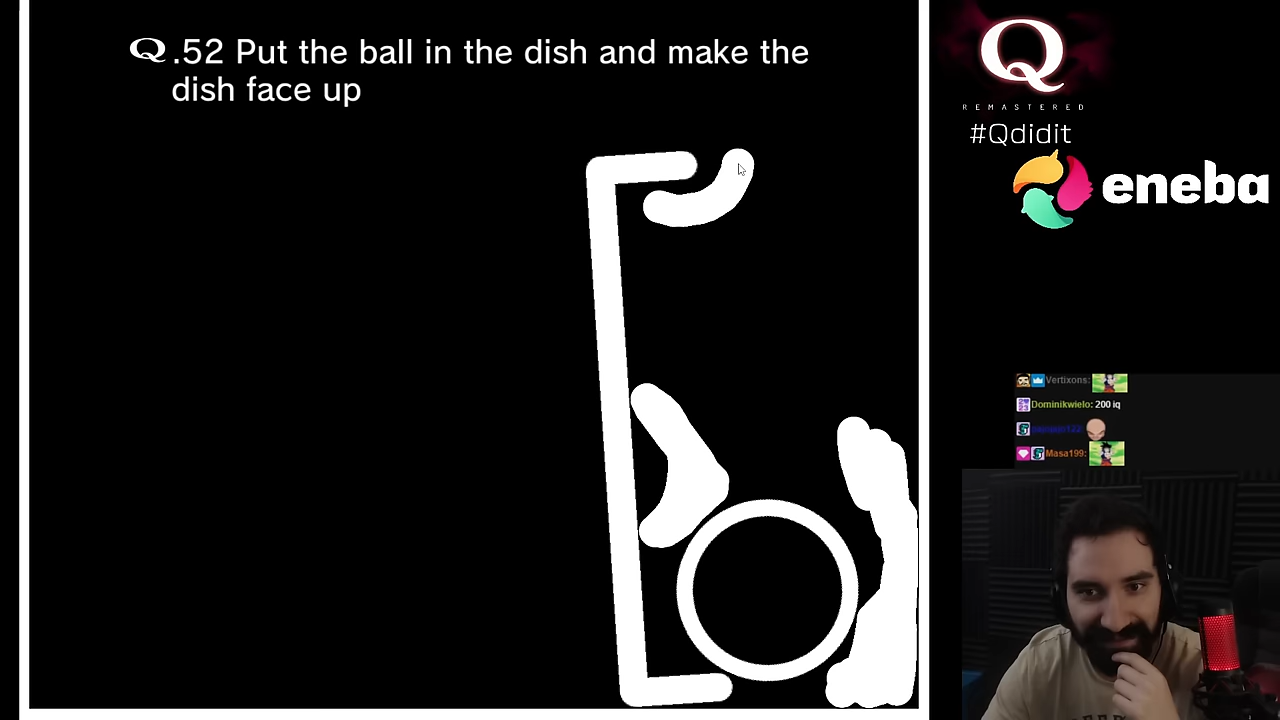 Q.52 Put the ball in the dish and make the
dish face up
Q
REMASTERED
#Qdidit
eneba
Vertixons:
Dominikwielo: 200 iq
Masa199: